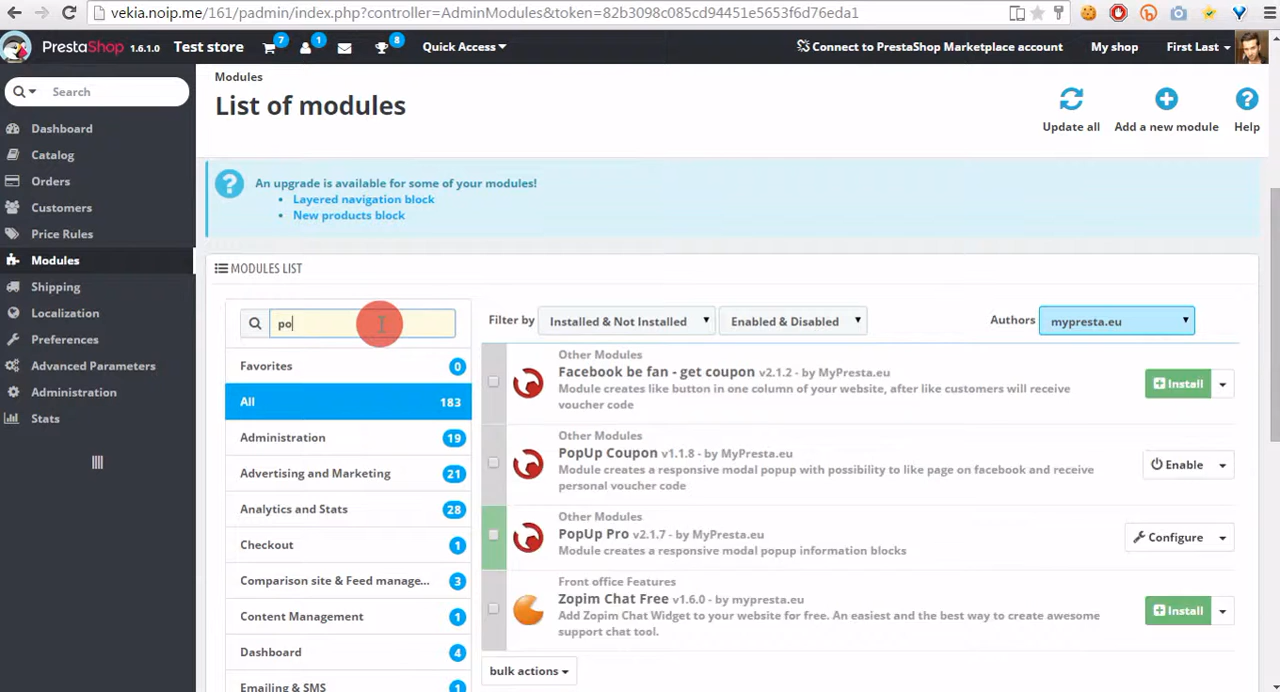 vekia.noip.me/161/padmin/index.php?controller=AdminModules&token=82b3098c085cd94451e5653f6d76eda1
PrestaShop 1.6.1.0 Test store 7 1 8 Quick Access Connect to PrestaShop Marketplace account My shop First Last
Search
Dashboard
Catalog
Orders
Customers
Price Rules
Modules
Shipping
Localization
Preferences
Advanced Parameters
Administration
Stats
Modules
List of modules
Update all Add a new module Help
An upgrade is available for some of your modules!
Layered navigation block
New products block
MODULES LIST
po
Favorites 0
All 183
Administration 19
Advertising and Marketing 21
Analytics and Stats 28
Checkout 1
Comparison site & Feed manage... 3
Content Management 1
Dashboard 4
Emailing & SMS 1
Filter by Installed & Not Installed Enabled & Disabled Authors mypresta.eu
Other Modules
Facebook be fan - get coupon v2.1.2 - by MyPresta.eu
Module creates like button in one column of your website, after like customers will receive
voucher code
Install
Other Modules
PopUp Coupon v1.1.8 - by MyPresta.eu
Module creates a responsive modal popup with possibility to like page on facebook and receive
personal voucher code
Enable
Other Modules
PopUp Pro v2.1.7 - by MyPresta.eu
Module creates a responsive modal popup information blocks
Configure
Front office Features
Zopim Chat Free v1.6.0 - by mypresta.eu
Add Zopim Chat Widget to your website for free. An easiest and the best way to create awesome
support chat tool.
Install
bulk actions